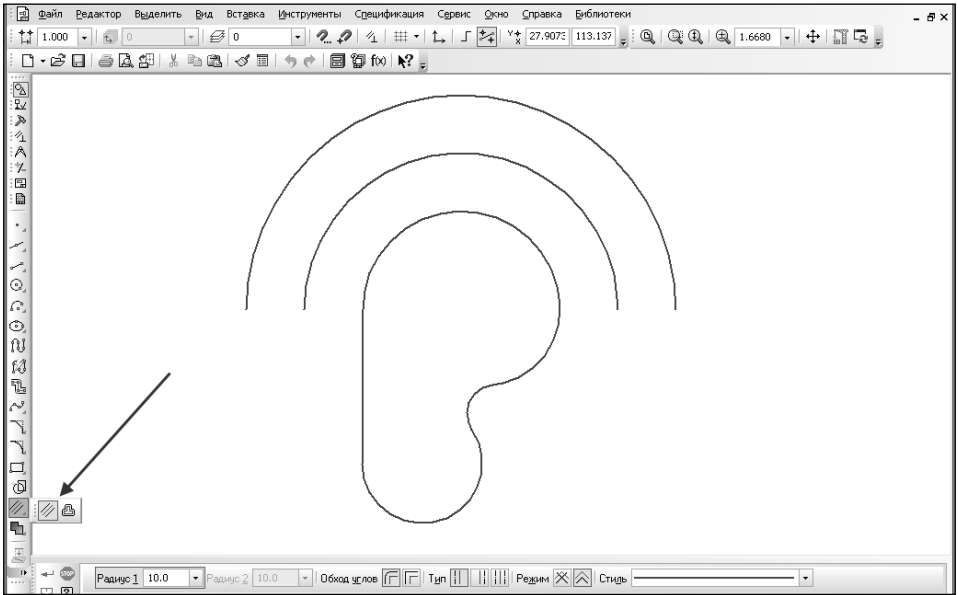 Файл Редактор Выделить Вид Вставка Инструменты Спецификация Сервис Окно Справка Библиотеки
1.000 0 0 27.9073 113.137 1.6680
f(x)
STOP Радиус 1 10.0 Радиус 2 10.0 Обход углов Тип Режим Стиль